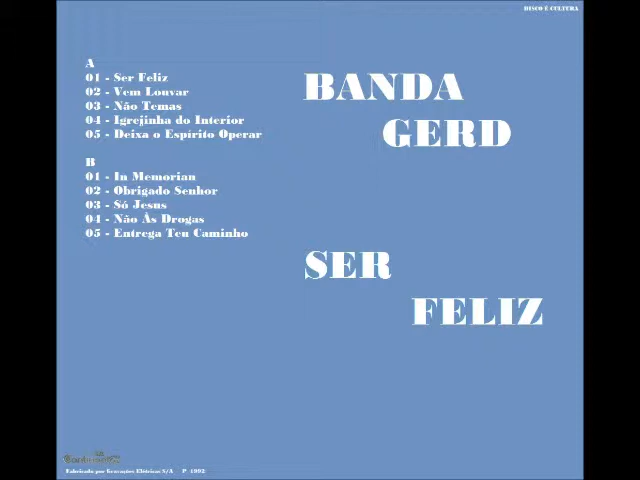 DISCO É CULTURA
A
01 - Ser Feliz
02 - Vem Louvar
03 - Não Temas
04 - Igrejinha do Interior
05 - Deixa o Espírito Operar
B
01 - In Memorian
02 - Obrigado Senhor
03 - Só Jesus
04 - Não Às Drogas
05 - Entrega Teu Caminho
BANDA
GERD
SER
FELIZ
Fabricado por Gravações Elétricas S/A P 1992